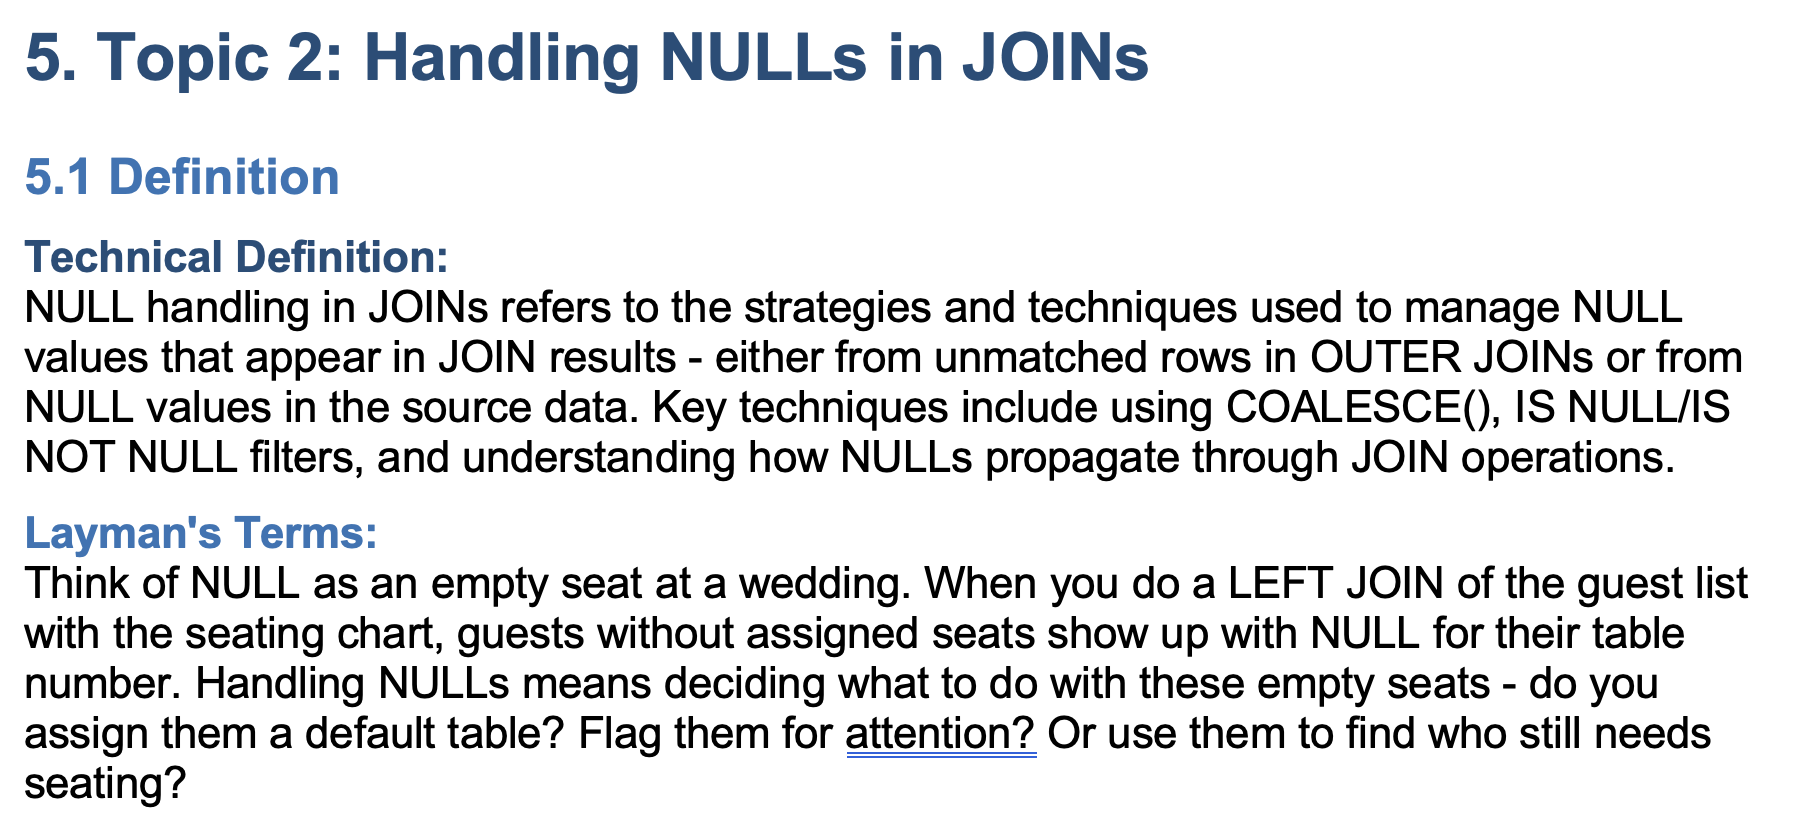 5. Topic 2: Handling NULLs in JOINs
5.1 Definition
Technical Definition:
NULL handling in JOINs refers to the strategies and techniques used to manage NULL
values that appear in JOIN results - either from unmatched rows in OUTER JOINs or from
NULL values in the source data. Key techniques include using COALESCE(), IS NULL/IS
NOT NULL filters, and understanding how NULLs propagate through JOIN operations.
Layman's Terms:
Think of NULL as an empty seat at a wedding. When you do a LEFT JOIN of the guest list
with the seating chart, guests without assigned seats show up with NULL for their table
number. Handling NULLs means deciding what to do with these empty seats - do you
assign them a default table? Flag them for attention? Or use them to find who still needs
seating?